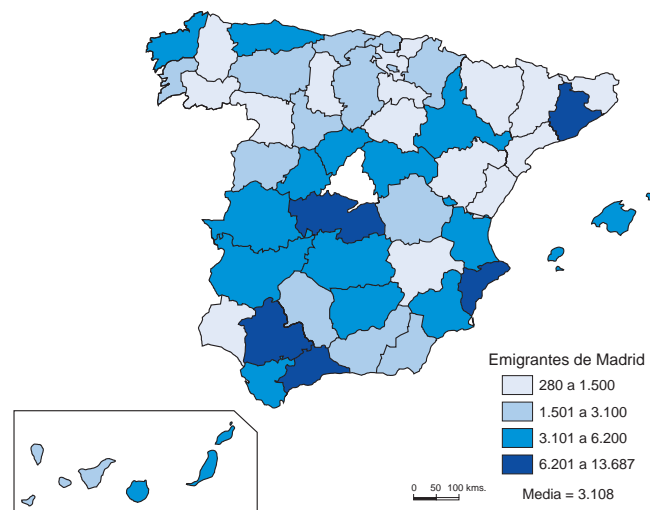 Emigrantes de Madrid
280 a 1.500
1.501 a 3.100
3.101 a 6.200
6.201 a 13.687
0 50 100 kms.
Media = 3.108